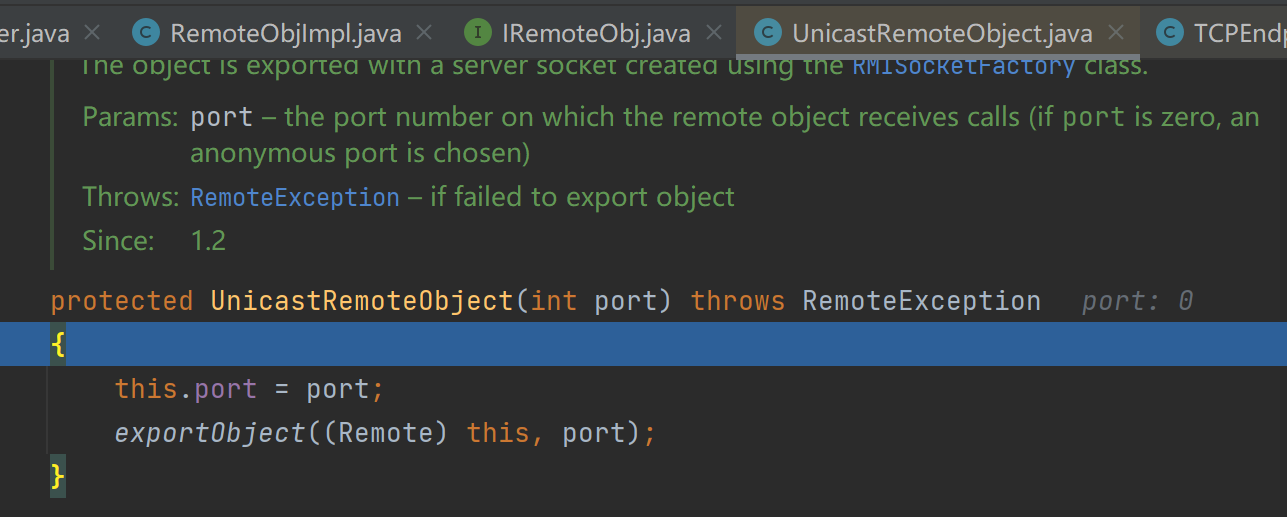 er.java
RemoteObjImpl.java
IRemoteObj.java
UnicastRemoteObject.java
TCPEndp
The object is exported with a server socket created using the RMISocketFactory class.
Params: port – the port number on which the remote object receives calls (if port is zero, an
anonymous port is chosen)
Throws: RemoteException – if failed to export object
Since: 1.2
protected UnicastRemoteObject(int port) throws RemoteException port: 0
{
this.port = port;
exportObject((Remote) this, port);
}